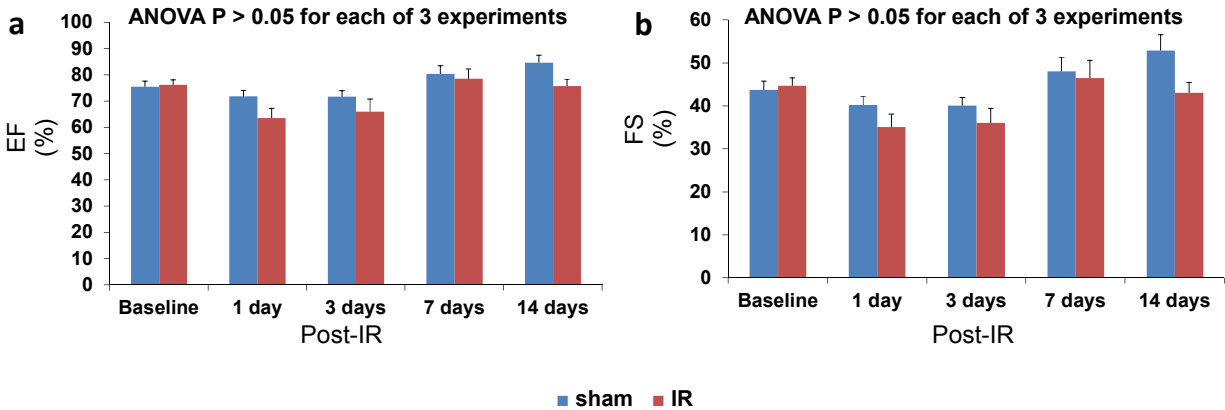 a
ANOVA P > 0.05 for each of 3 experiments
100
90
80
70
60
50
40
30
20
10
0
EF
(%)
Baseline 1 day 3 days 7 days 14 days
Post-IR
b
ANOVA P > 0.05 for each of 3 experiments
60
50
40
30
20
10
0
FS
(%)
Baseline 1 day 3 days 7 days 14 days
Post-IR
sham IR